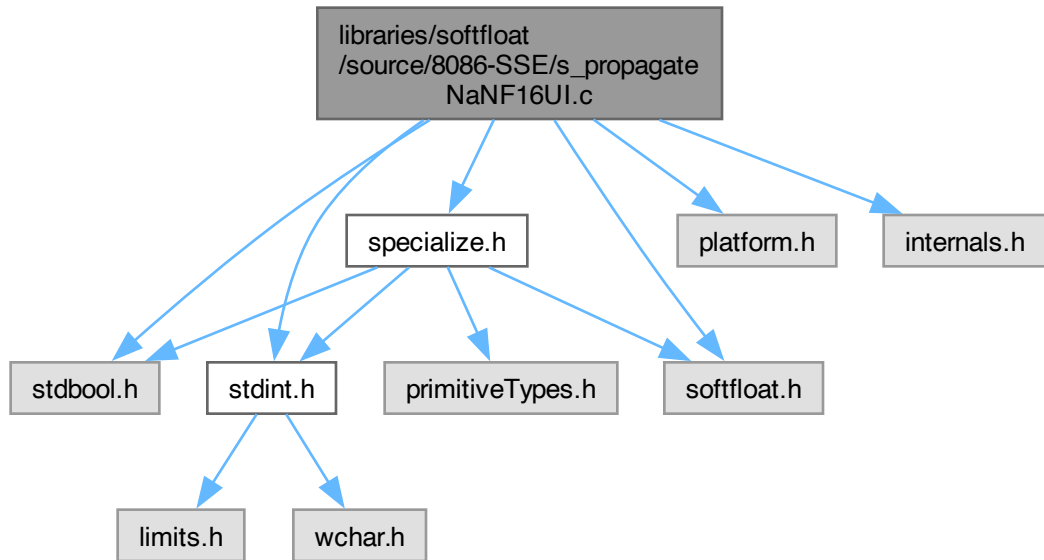 libraries/softfloat
/source/8086-SSE/s_propagate
NaNF16UI.c
specialize.h
platform.h
internals.h
stdbool.h
stdint.h
primitiveTypes.h
softfloat.h
limits.h
wchar.h